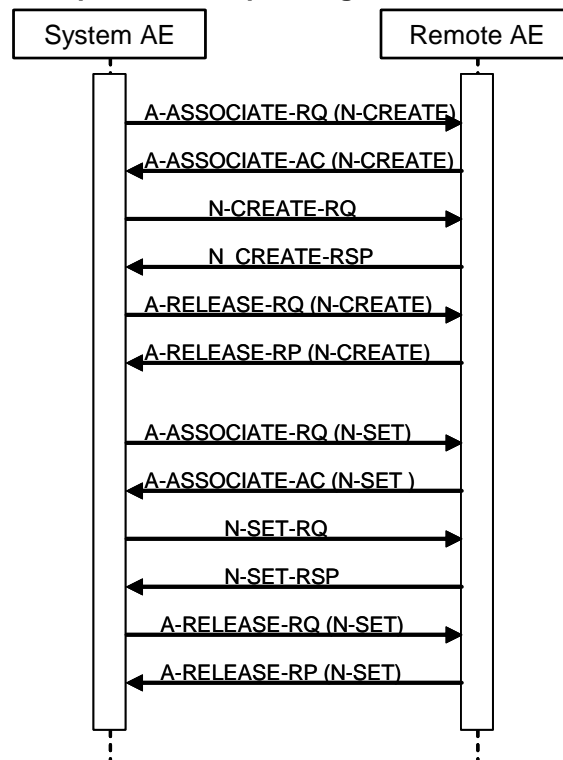 System AE
Remote AE
A-ASSOCIATE-RQ (N-CREATE)
A-ASSOCIATE-AC (N-CREATE)
N-CREATE-RQ
N CREATE-RSP
A-RELEASE-RQ (N-CREATE)
A-RELEASE-RP (N-CREATE)
A-ASSOCIATE-RQ (N-SET)
A-ASSOCIATE-AC (N-SET )
N-SET-RQ
N-SET-RSP
A-RELEASE-RQ (N-SET)
A-RELEASE-RP (N-SET)